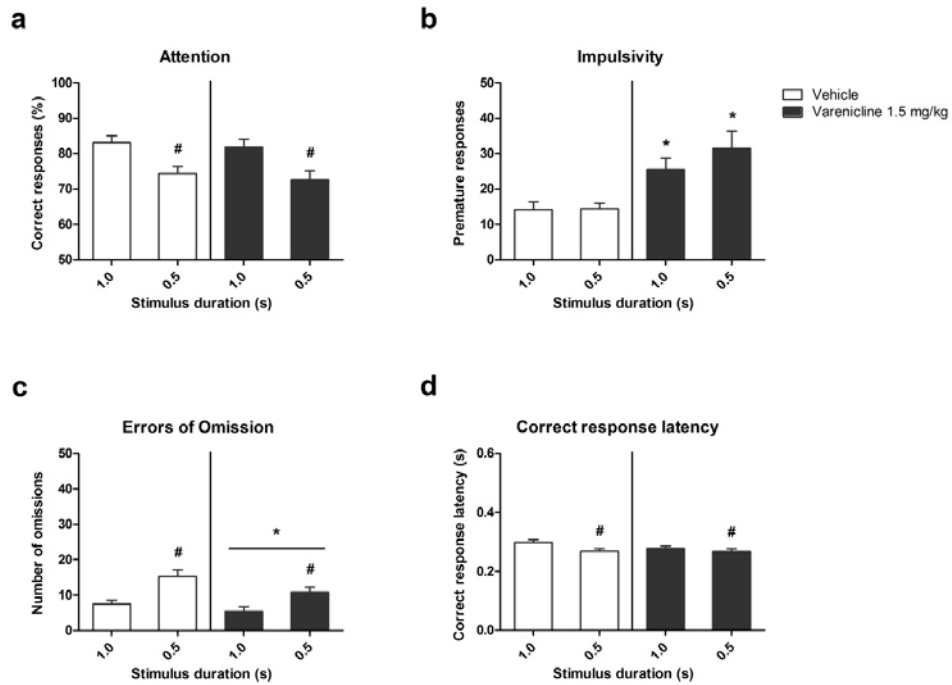 a
Attention
Correct responses (%)
100
90
80
70
60
50
#
#
1.0
0.5
1.0
0.5
Stimulus duration (s)
b
Impulsivity
Premature responses
50
40
30
20
10
0
*
*
1.0
0.5
1.0
0.5
Stimulus duration (s)
Vehicle
Varenicline 1.5 mg/kg
c
Errors of Omission
Number of omissions
50
40
30
20
10
0
#
*
#
1.0
0.5
1.0
0.5
Stimulus duration (s)
d
Correct response latency
Correct response latency (s)
0.6
0.4
0.2
0.0
#
#
1.0
0.5
1.0
0.5
Stimulus duration (s)